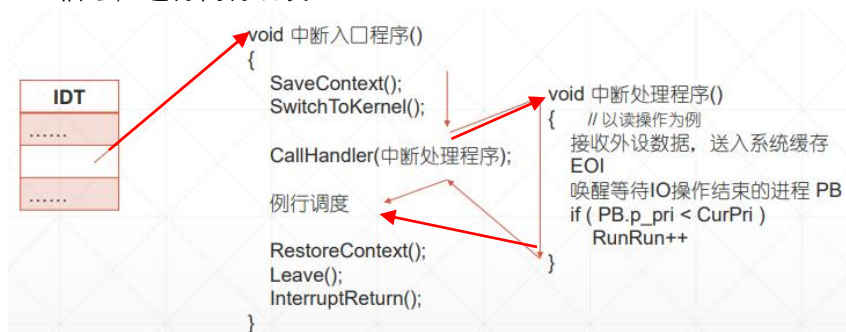 void 中断入口程序()
{
SaveContext();
SwitchToKernel();
CallHandler(中断处理程序);
例行调度
RestoreContext();
Leave();
InterruptReturn();
}
IDT
......
......
void 中断处理程序()
{ // 以读操作为例
接收外设数据，送入系统缓存
EOI
唤醒等待IO操作结束的进程 PB
if ( PB.p_pri < CurPri )
RunRun++
}